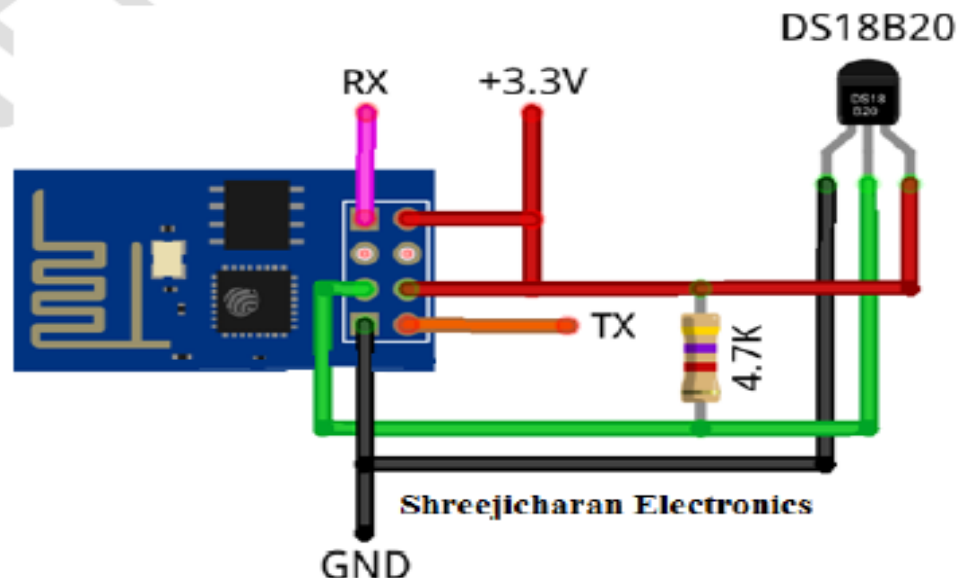 DS18B20
RX
+3.3V
DS18
B20
TX
4.7K
Shreejicharan Electronics
GND